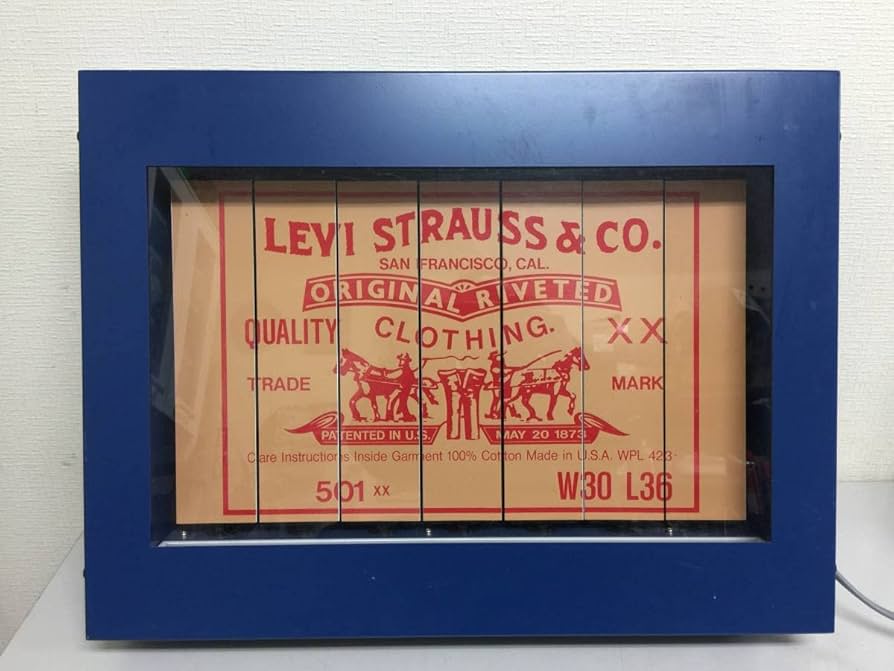 LEVI STRAUSS & CO.
SAN FRANCISCO, CAL.
ORIGINAL RIVETED
QUALITY CLOTHING. XX
TRADE MARK
PATENTED IN U.S. MAY 20 1873
Care Instructions Inside Garment 100% Cotton Made in U.S.A. WPL 423
501 XX W30 L36